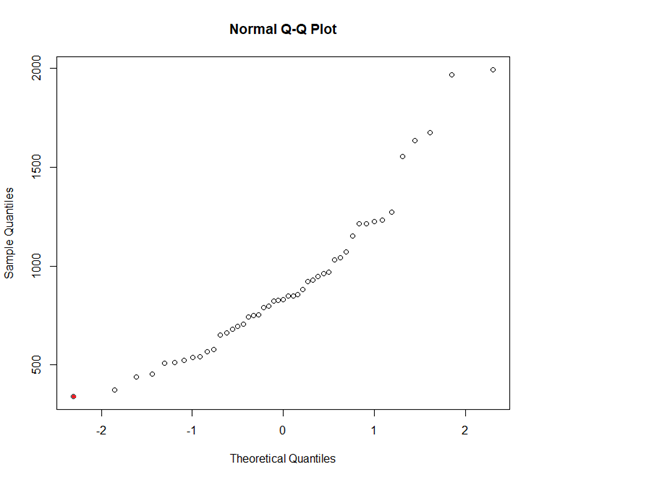 Normal Q-Q Plot
2000
1500
1000
500
Sample Quantiles
-2 -1 0 1 2
Theoretical Quantiles